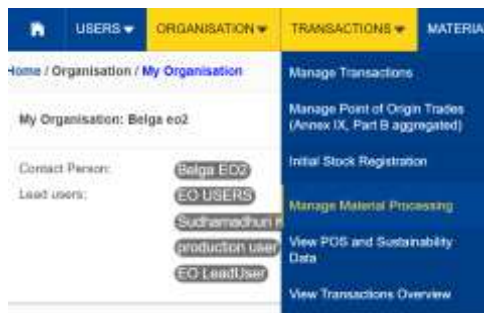 USERS ORGANISATION TRANSACTIONS MATERIA
Home / Organisation / My Organisation
My Organisation: Belga eo2
Contact Person: Belga EO2
Lead users: EO USERS
Sudhamadhuri
production user
EO LeadUser
Manage Transactions
Manage Point of Origin Trades
(Annex IX, Part B aggregated)
Initial Stock Registration
Manage Material Processing
View POS and Sustainability
Data
View Transactions Overview